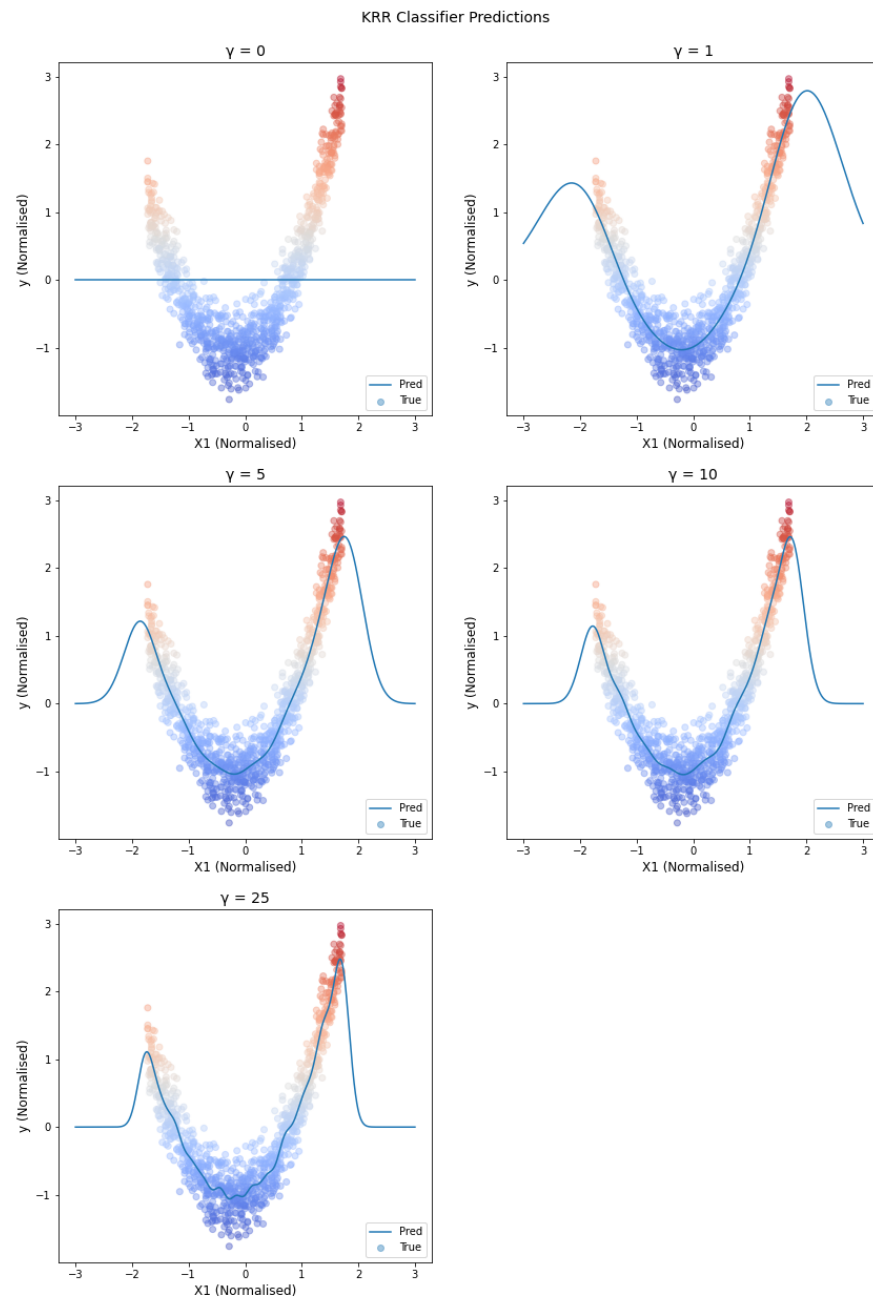 KRR Classifier Predictions
γ = 0
3
2
1
0
−1
y (Normalised)
−3 −2 −1 0 1 2 3
X1 (Normalised)
Pred
True
γ = 1
3
2
1
0
−1
y (Normalised)
−3 −2 −1 0 1 2 3
X1 (Normalised)
Pred
True
γ = 5
3
2
1
0
−1
y (Normalised)
−3 −2 −1 0 1 2 3
X1 (Normalised)
Pred
True
γ = 10
3
2
1
0
−1
y (Normalised)
−3 −2 −1 0 1 2 3
X1 (Normalised)
Pred
True
γ = 25
3
2
1
0
−1
y (Normalised)
−3 −2 −1 0 1 2 3
X1 (Normalised)
Pred
True